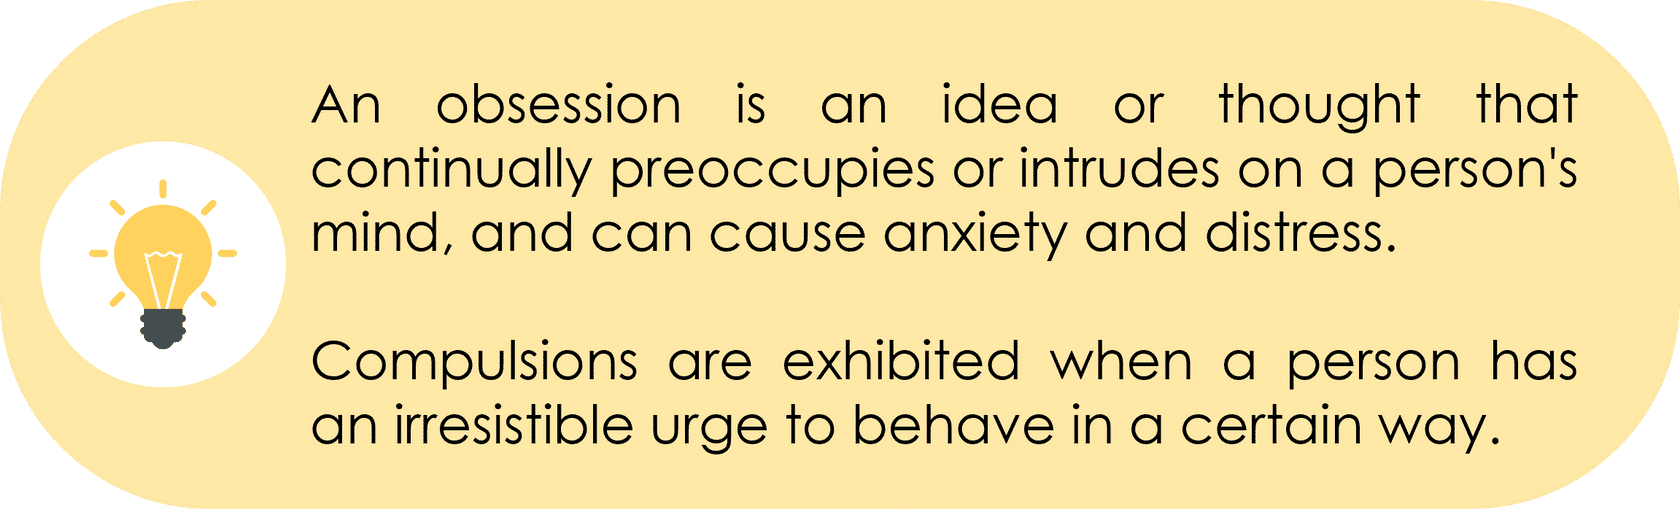 An obsession is an idea or thought that
continually preoccupies or intrudes on a person's
mind, and can cause anxiety and distress.
Compulsions are exhibited when a person has
an irresistible urge to behave in a certain way.